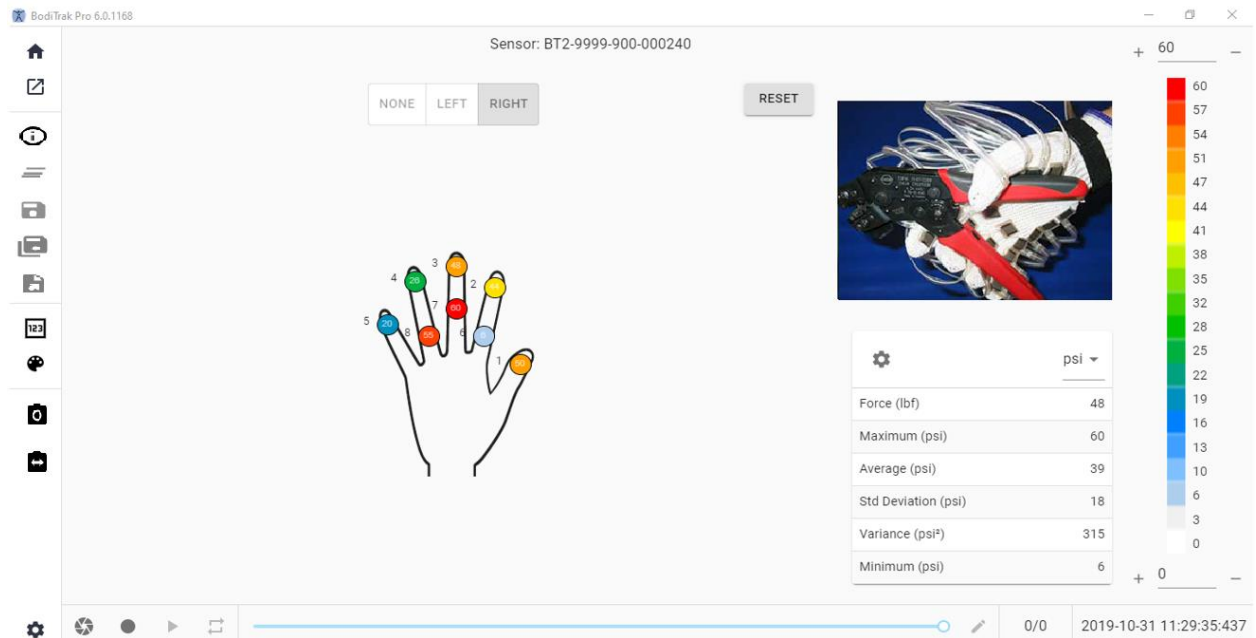 BodiTrak Pro 6.0.1168
Sensor: BT2-9999-900-000240
NONE LEFT RIGHT
RESET
+ 60 −
60
57
54
51
47
44
41
38
35
32
28
25
22
19
16
13
10
6
3
0
+ 0 −
3
48
4
26
2
44
7
60
5
20
8
55
6
1
psi
Force (lbf) 48
Maximum (psi) 60
Average (psi) 39
Std Deviation (psi) 18
Variance (psi²) 315
Minimum (psi) 6
123
0/0
2019-10-31 11:29:35:437